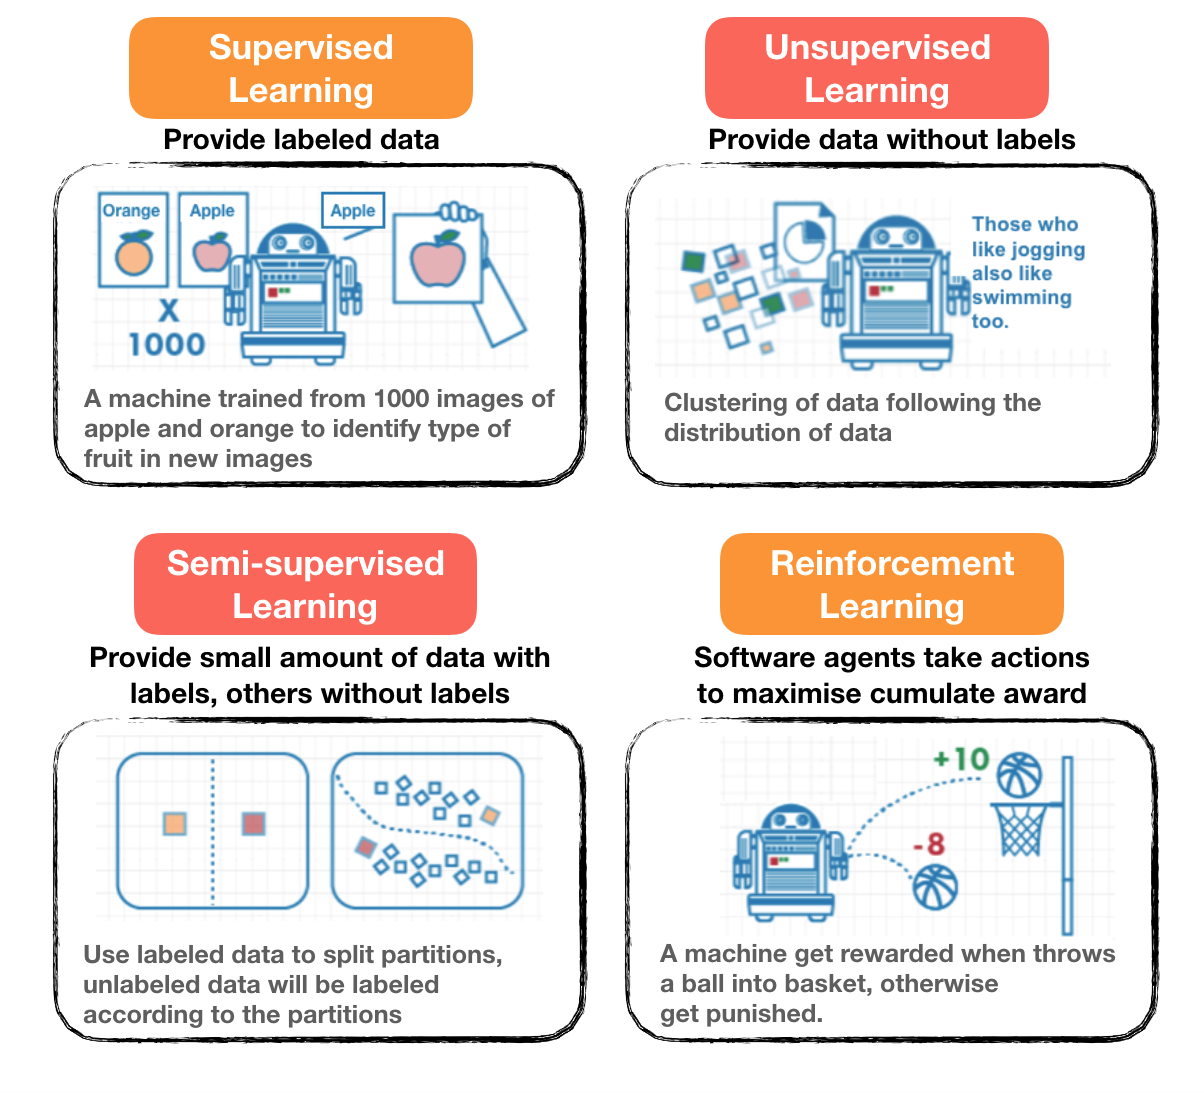 Supervised
Learning
Provide labeled data
Orange
Apple
Apple
X
1000
A machine trained from 1000 images of
apple and orange to identify type of
fruit in new images
Unsupervised
Learning
Provide data without labels
Those who
like jogging
also like
swimming
too.
Clustering of data following the
distribution of data
Semi-supervised
Learning
Provide small amount of data with
labels, others without labels
Use labeled data to split partitions,
unlabeled data will be labeled
according to the partitions
Reinforcement
Learning
Software agents take actions
to maximise cumulate award
+10
-8
A machine get rewarded when throws
a ball into basket, otherwise
get punished.